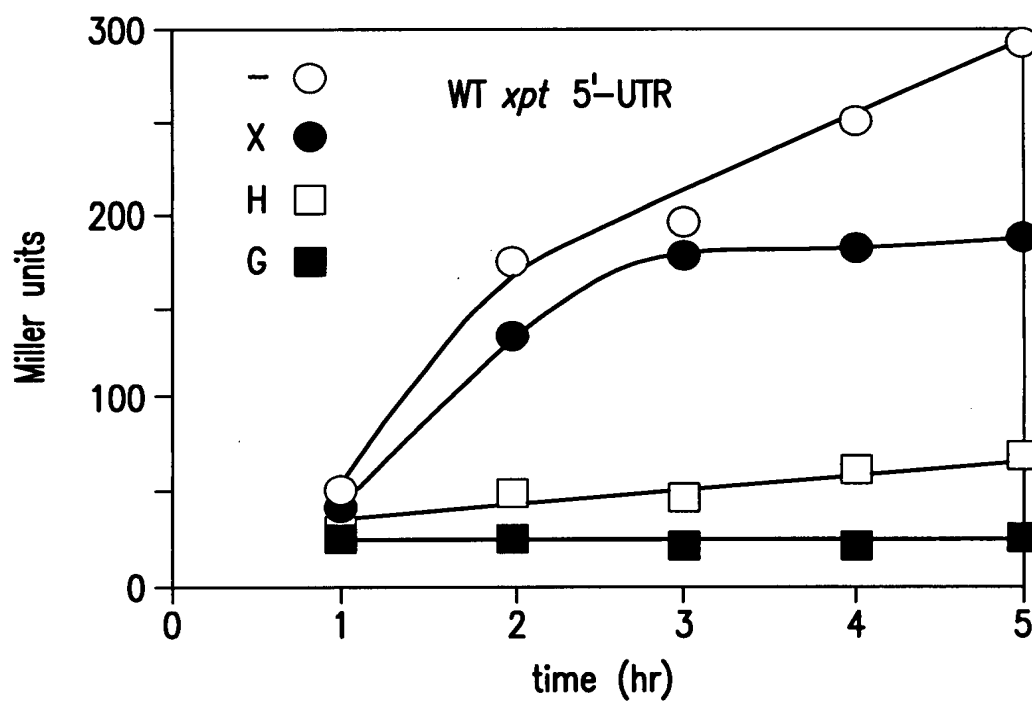 300
– WT xpt 5'–UTR
X
H
G
200
100
0
Miller units
0 1 2 3 4 5
time (hr)